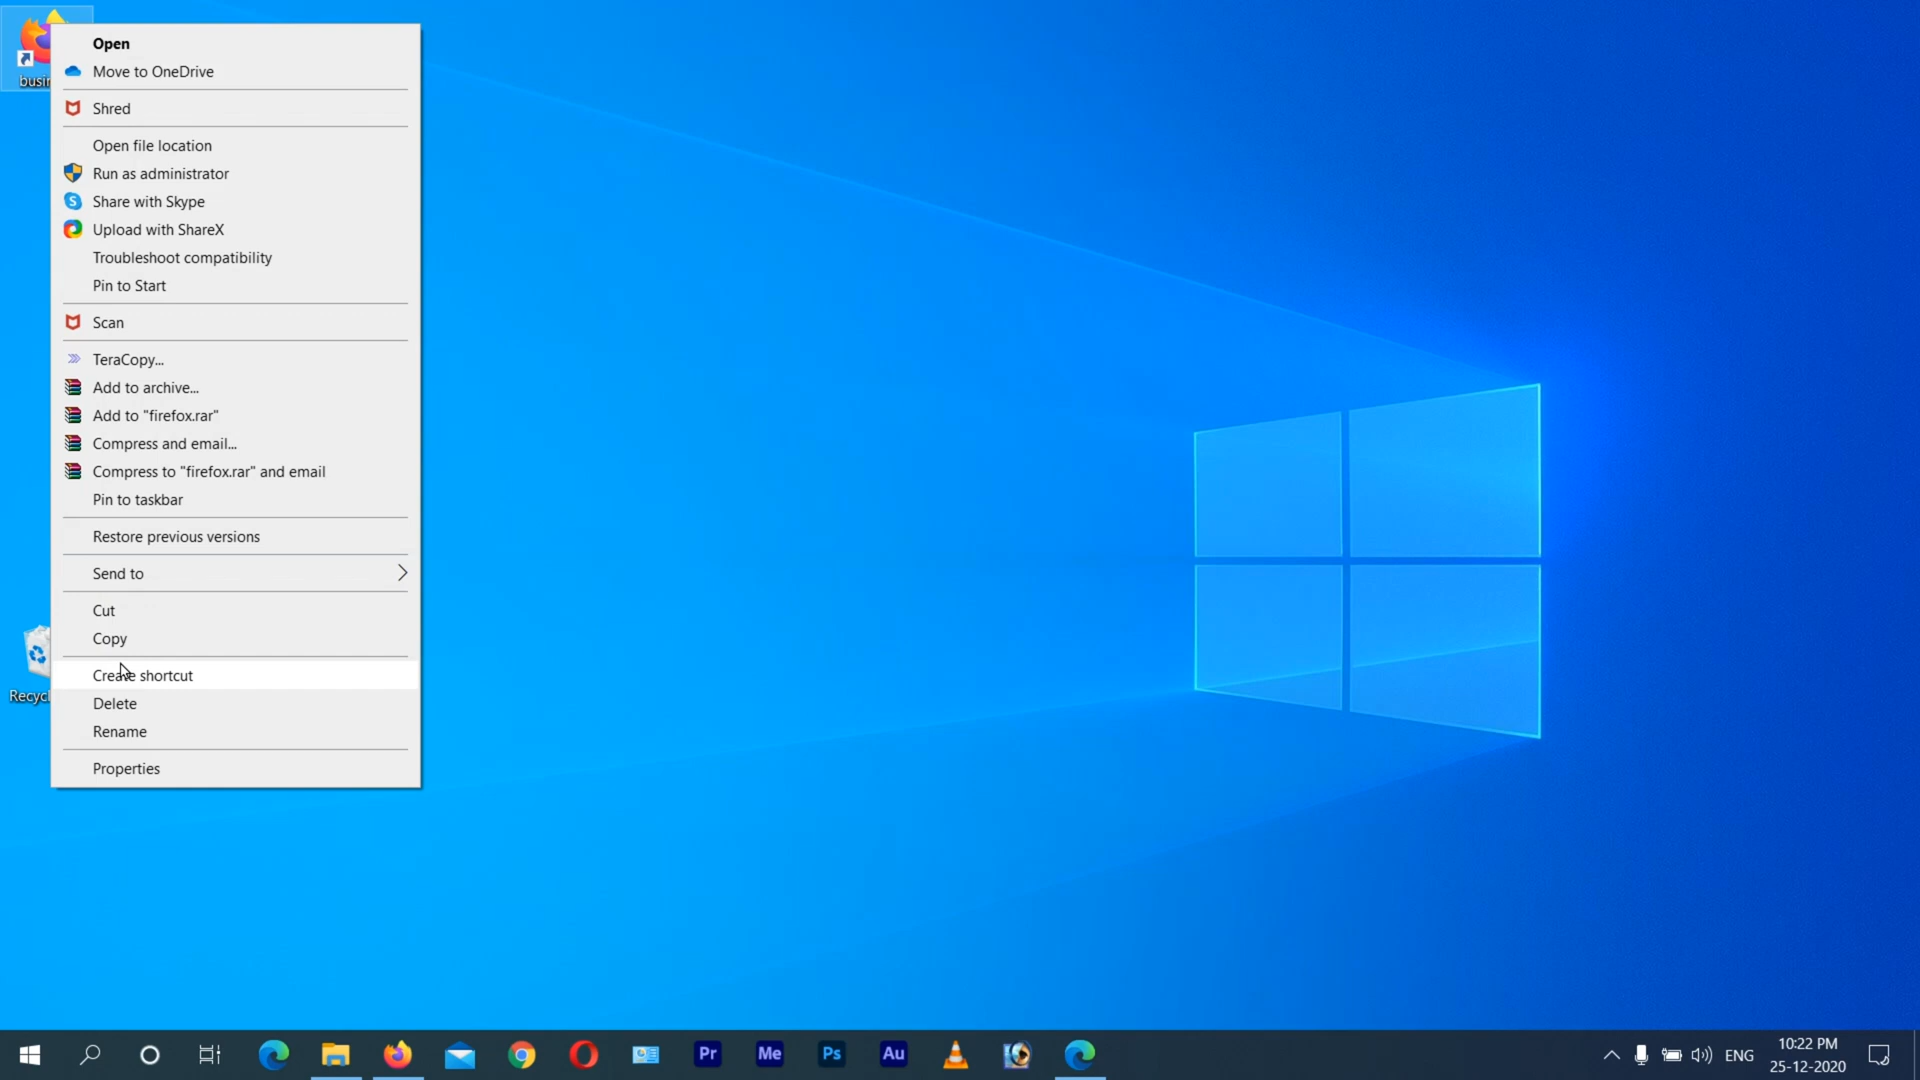 busin
Open
Move to OneDrive
Shred
Open file location
Run as administrator
Share with Skype
Upload with ShareX
Troubleshoot compatibility
Pin to Start
Scan
TeraCopy...
Add to archive...
Add to "firefox.rar"
Compress and email...
Compress to "firefox.rar" and email
Pin to taskbar
Restore previous versions
Send to
Cut
Copy
Create shortcut
Recycl
Delete
Rename
Properties
Pr
Me
Ps
Au
ENG
10:22 PM
25-12-2020